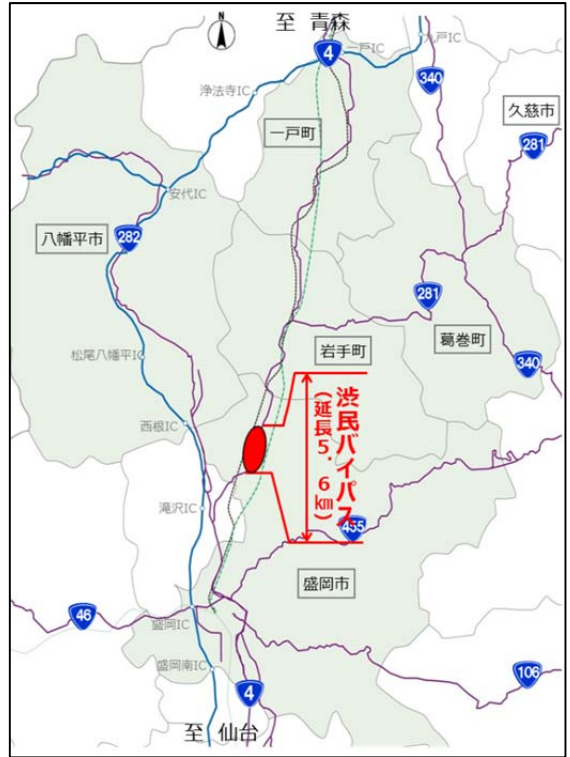 至 青森
4
一戸IC
九戸IC
浄法寺IC
340
久慈市
一戸町
281
安代IC
八幡平市
282
281
葛巻町
岩手町
松尾八幡平IC
340
渋民バイパス
(延長5.6㎞)
西根IC
滝沢IC
455
盛岡市
46
盛岡IC
盛岡南IC
106
4
至 仙台